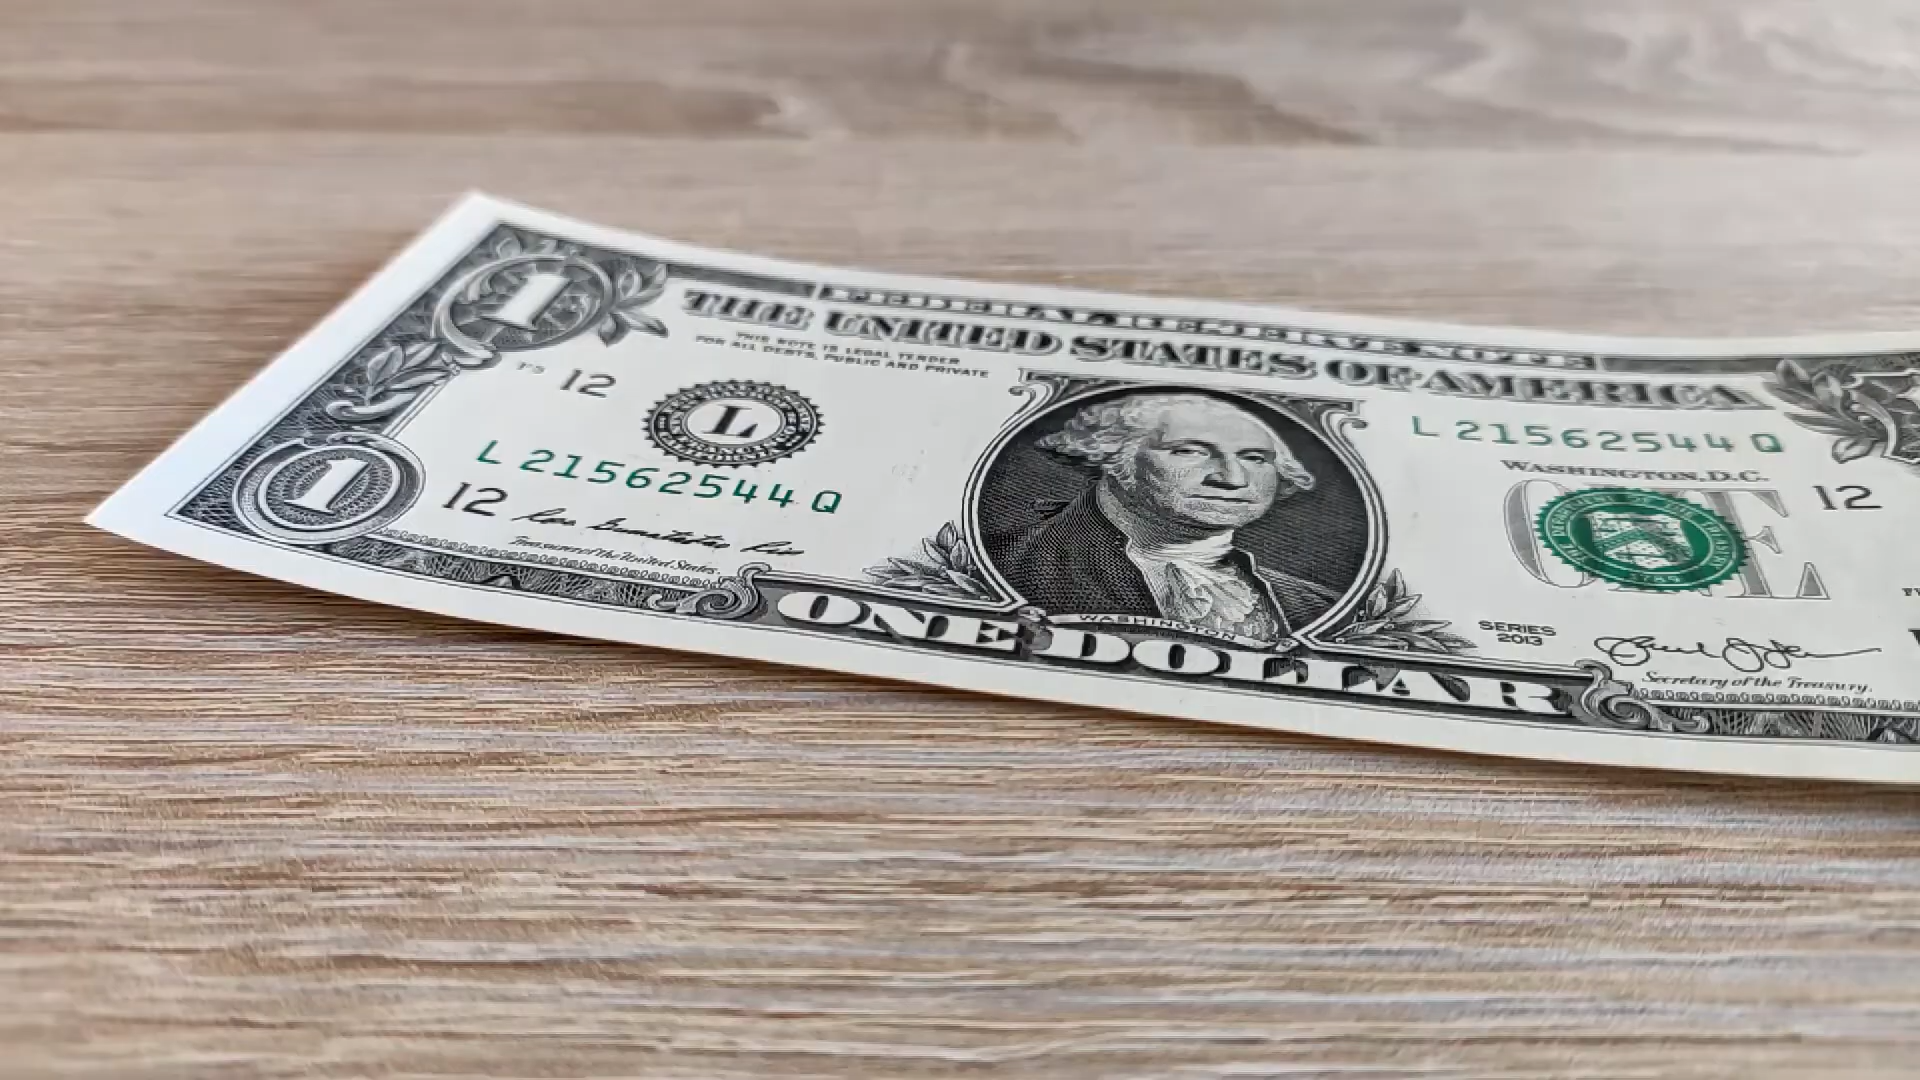 FEDERAL RESERVE NOTE
THE UNITED STATES OF AMERICA
THIS NOTE IS LEGAL TENDER
FOR ALL DEBTS, PUBLIC AND PRIVATE
1
12
L
L 21562544 Q
L 21562544 Q
WASHINGTON, D.C.
12
ONE
1789
1
12
Treasurer of the United States.
WASHINGTON
SERIES
2013
Secretary of the Treasury.
ONE DOLLAR